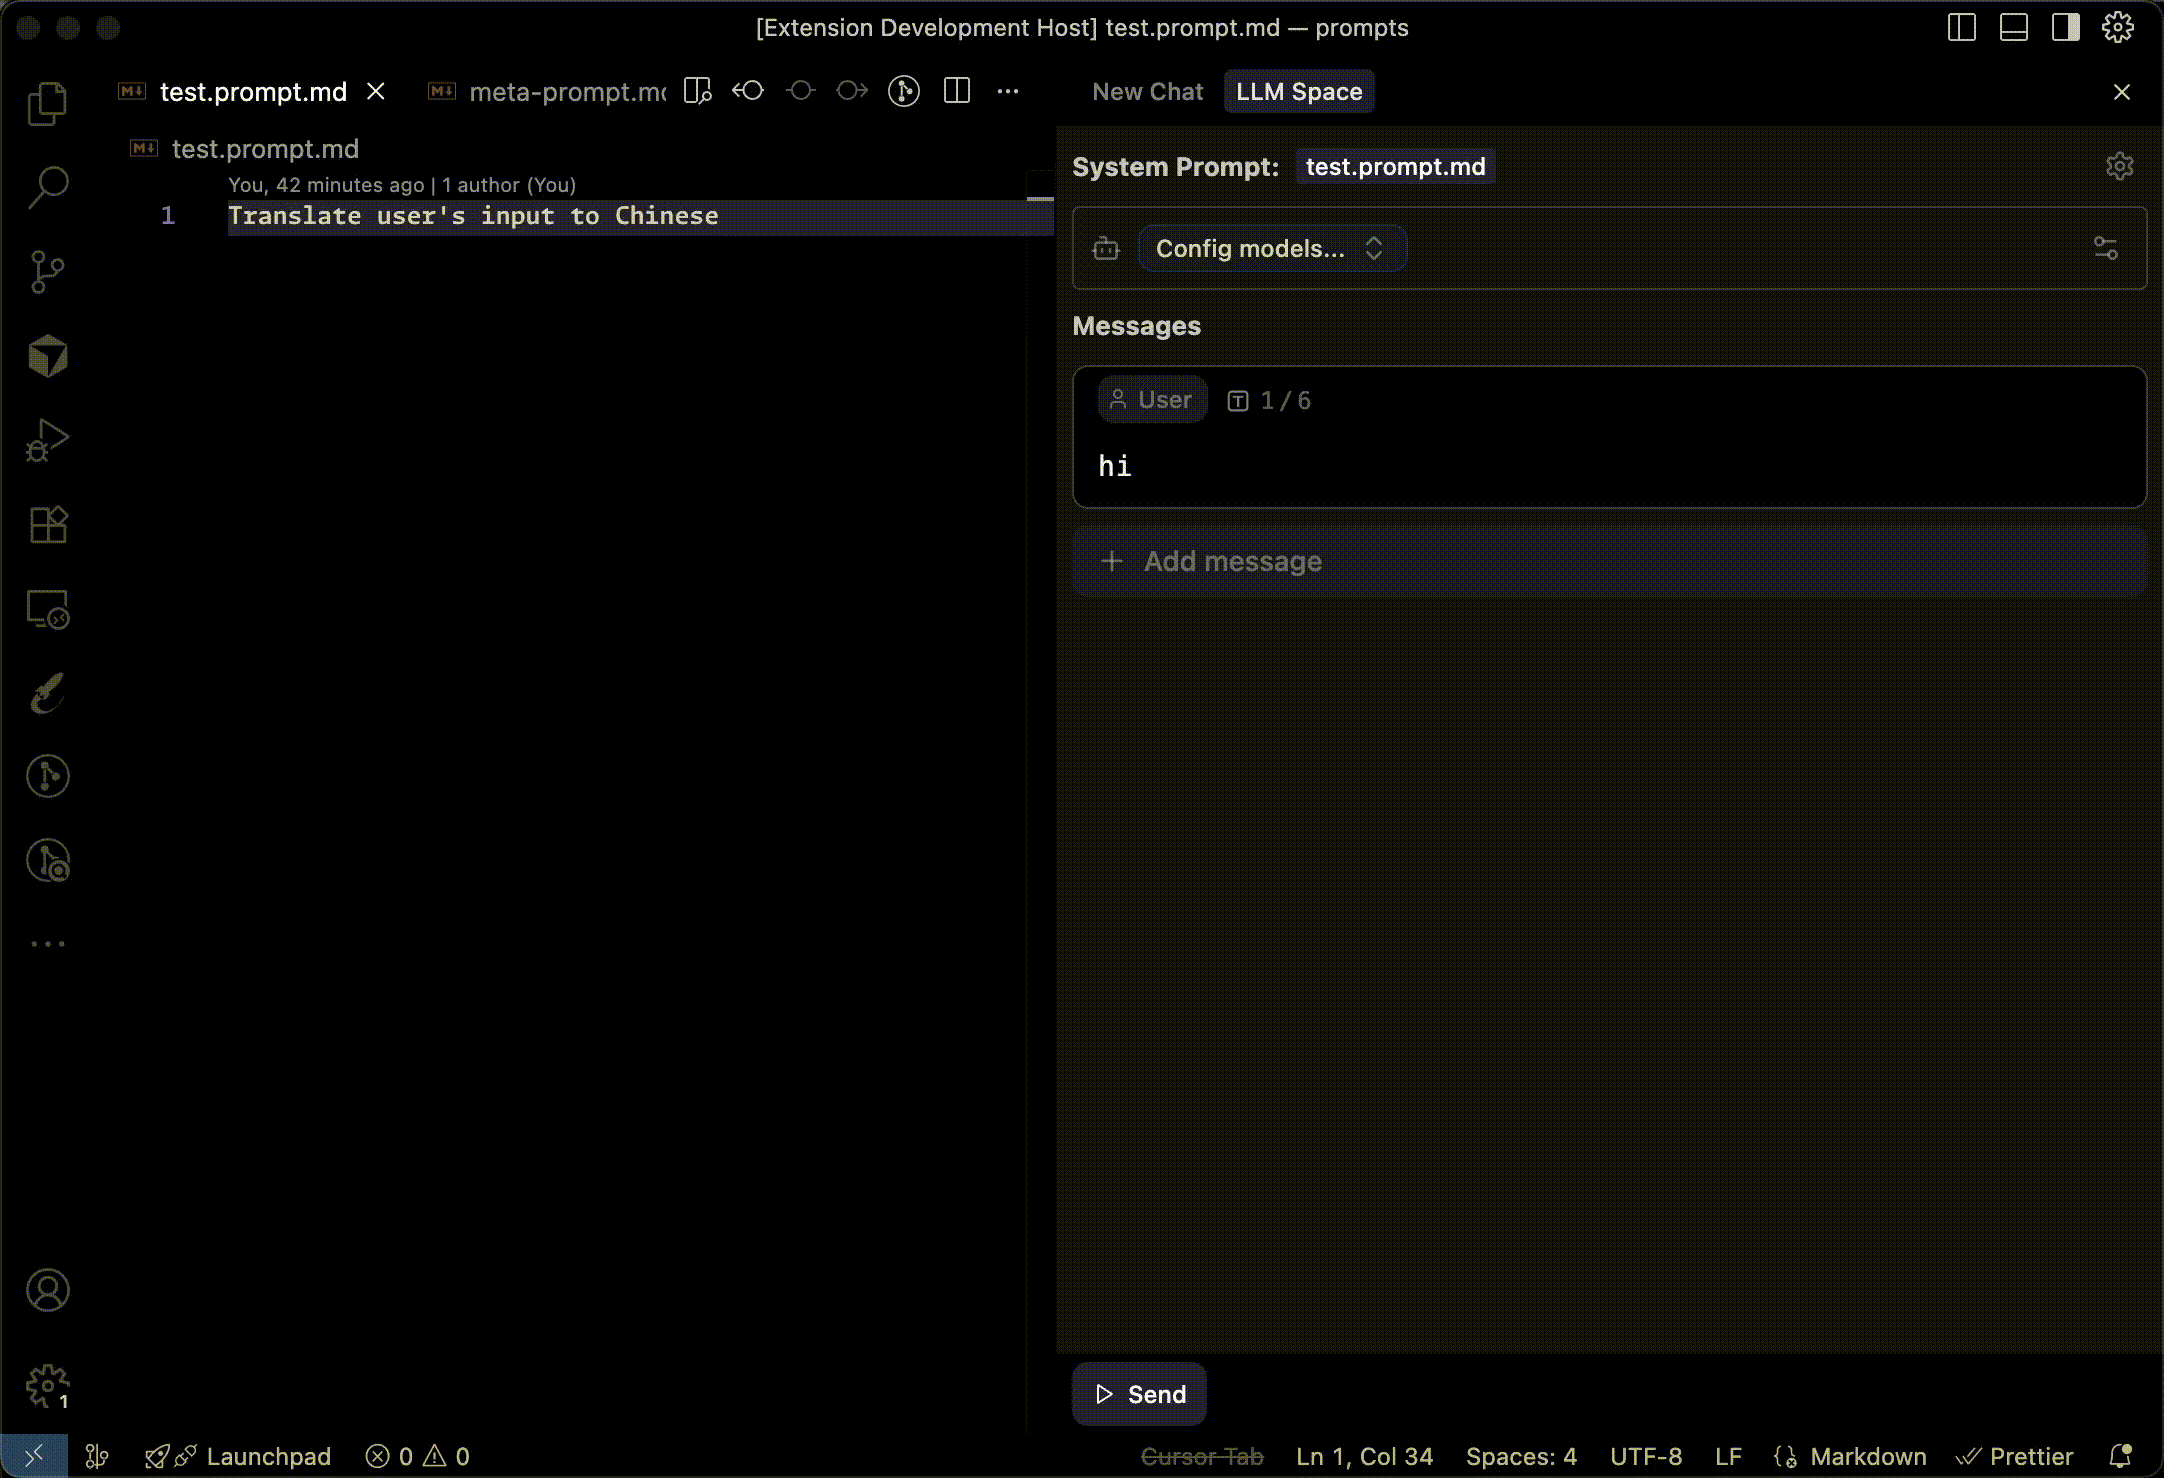 [Extension Development Host] test.prompt.md — prompts
test.prompt.md
meta-prompt.mc
New Chat
LLM Space
test.prompt.md
You, 42 minutes ago | 1 author (You)
1 Translate user's input to Chinese
System Prompt: test.prompt.md
Config models...
Messages
User 1 / 6
hi
+ Add message
Send
1
Launchpad 0 0
Cursor Tab Ln 1, Col 34 Spaces: 4 UTF-8 LF Markdown Prettier